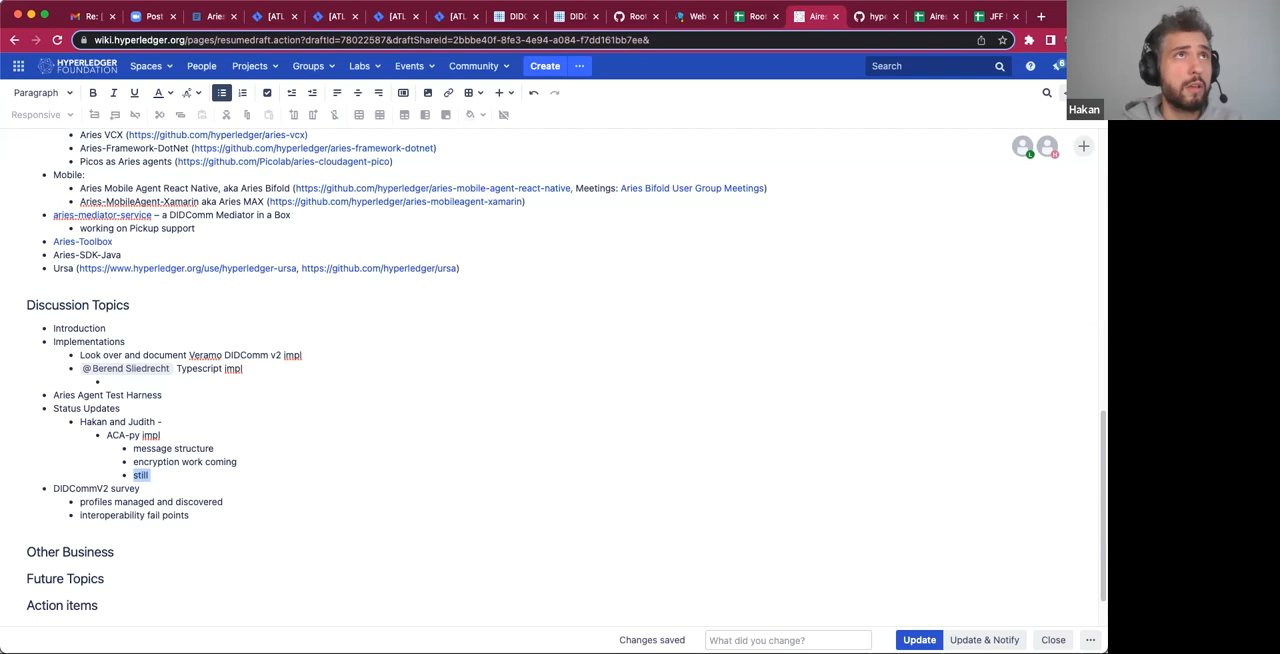 Re: [
Post
Aries
[ATL
[ATL
[ATL
[ATL
DIDC
DIDC
Root
Web
Root
Aires
hype
Aries
JFF I
wiki.hyperledger.org/pages/resumedraft.action?draftId=78022587&draftShareId=2bbbe40f-8fe3-4e94-a084-f7dd161bb7ee&
HYPERLEDGER FOUNDATION
Spaces
People
Projects
Groups
Labs
Events
Community
Create
Search
6
Paragraph
B I U A
Responsive
Hakan
Aries VCX (https://github.com/hyperledger/aries-vcx)
Aries-Framework-DotNet (https://github.com/hyperledger/aries-framework-dotnet)
Picos as Aries agents (https://github.com/Picolab/aries-cloudagent-pico)
Mobile:
Aries Mobile Agent React Native, aka Aries Bifold (https://github.com/hyperledger/aries-mobile-agent-react-native, Meetings: Aries Bifold User Group Meetings)
Aries-MobileAgent-Xamarin aka Aries MAX (https://github.com/hyperledger/aries-mobileagent-xamarin)
aries-mediator-service – a DIDComm Mediator in a Box
working on Pickup support
Aries-Toolbox
Aries-SDK-Java
Ursa (https://www.hyperledger.org/use/hyperledger-ursa, https://github.com/hyperledger/ursa)
Discussion Topics
Introduction
Implementations
Look over and document Veramo DIDComm v2 impl
@Berend Sliedrecht Typescript impl
Aries Agent Test Harness
Status Updates
Hakan and Judith -
ACA-py impl
message structure
encryption work coming
still
DIDCommV2 survey
profiles managed and discovered
interoperability fail points
Other Business
Future Topics
Action items
Changes saved
What did you change?
Update
Update & Notify
Close